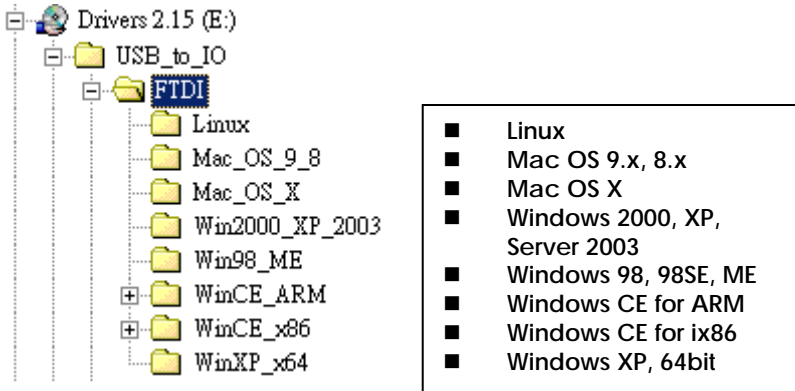 Drivers 2.15 (E:)
USB_to_IO
FTDI
Linux
Mac_OS_9_8
Mac_OS_X
Win2000_XP_2003
Win98_ME
WinCE_ARM
WinCE_x86
WinXP_x64
■ Linux
■ Mac OS 9.x, 8.x
■ Mac OS X
■ Windows 2000, XP,
Server 2003
■ Windows 98, 98SE, ME
■ Windows CE for ARM
■ Windows CE for ix86
■ Windows XP, 64bit